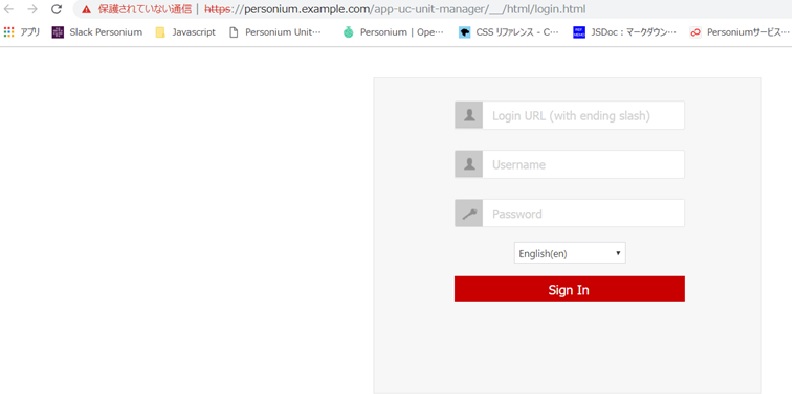 保護されていない通信 | https://personium.example.com/app-uc-unit-manager/__/html/login.html
アプリ Slack Personium Javascript Personium Unit… Personium | Ope… CSS リファレンス - C… JSDoc : マークダウン… Personiumサービス…
Login URL (with ending slash)
Username
Password
English(en)
Sign In